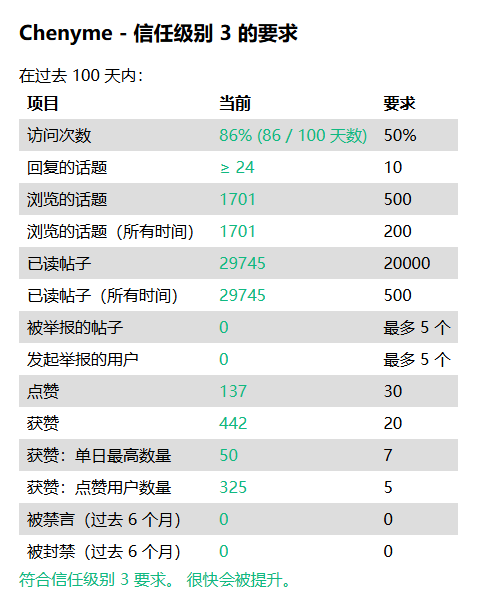 Chenyme - 信任级别 3 的要求
在过去 100 天内：
项目 当前 要求
访问次数 86% (86 / 100 天数) 50%
回复的话题 ≥ 24 10
浏览的话题 1701 500
浏览的话题（所有时间） 1701 200
已读帖子 29745 20000
已读帖子（所有时间） 29745 500
被举报的帖子 0 最多 5 个
发起举报的用户 0 最多 5 个
点赞 137 30
获赞 442 20
获赞：单日最高数量 50 7
获赞：点赞用户数量 325 5
被禁言（过去 6 个月） 0 0
被封禁（过去 6 个月） 0 0
符合信任级别 3 要求。 很快会被提升。